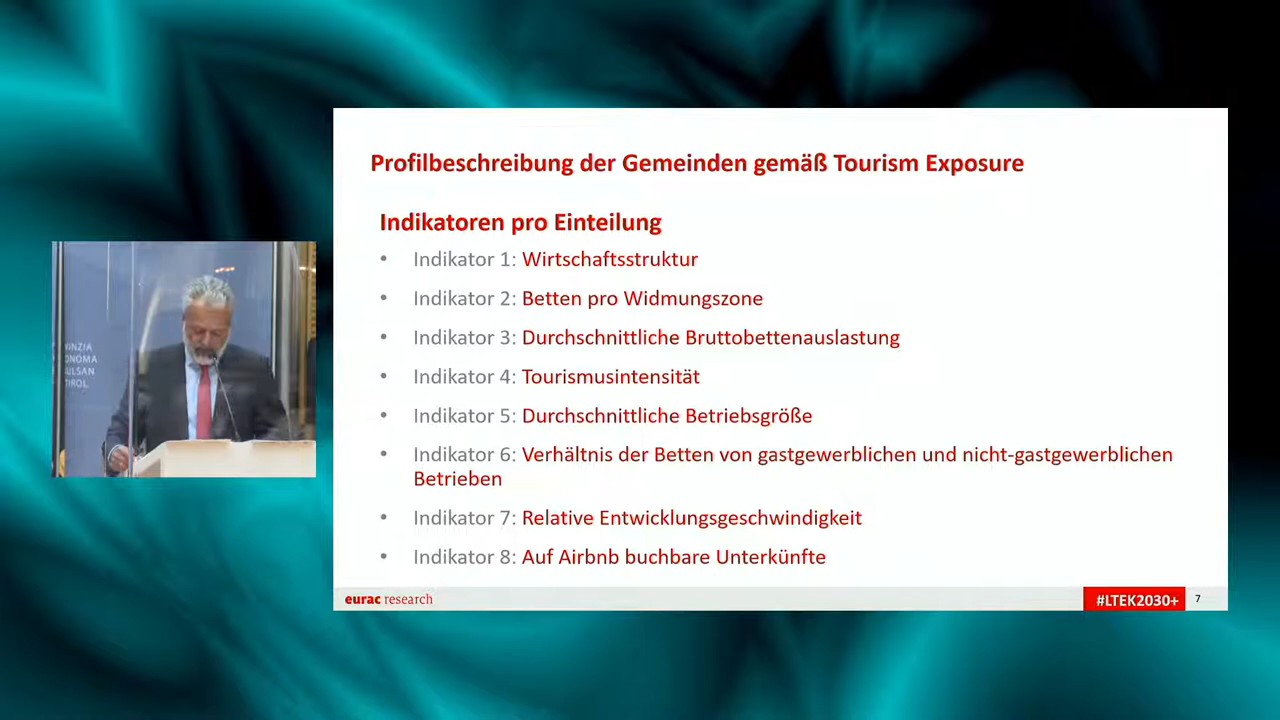 Profilbeschreibung der Gemeinden gemäß Tourism Exposure
Indikatoren pro Einteilung
• Indikator 1: Wirtschaftsstruktur
• Indikator 2: Betten pro Widmungszone
• Indikator 3: Durchschnittliche Bruttobettenauslastung
• Indikator 4: Tourismusintensität
• Indikator 5: Durchschnittliche Betriebsgröße
• Indikator 6: Verhältnis der Betten von gastgewerblichen und nicht-gastgewerblichen
Betrieben
• Indikator 7: Relative Entwicklungsgeschwindigkeit
• Indikator 8: Auf Airbnb buchbare Unterkünfte
eurac research
#LTEK2030+ 7